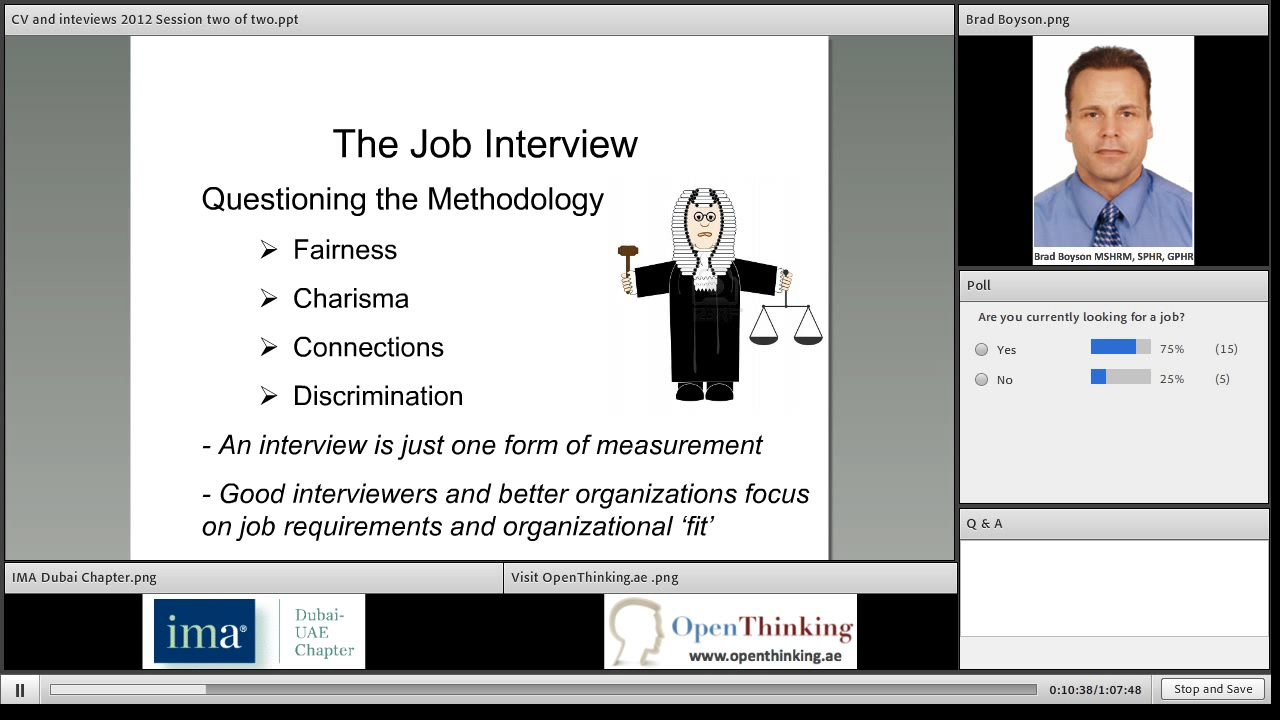 CV and inteviews 2012 Session two of two.ppt
The Job Interview
Questioning the Methodology
➢ Fairness
➢ Charisma
➢ Connections
➢ Discrimination
- An interview is just one form of measurement
- Good interviewers and better organizations focus
on job requirements and organizational ‘fit’
Brad Boyson.png
Brad Boyson MSHRM, SPHR, GPHR
Poll
Are you currently looking for a job?
Yes 75% (15)
No 25% (5)
Q & A
IMA Dubai Chapter.png
ima®
Dubai-
UAE
Chapter
Visit OpenThinking.ae .png
OpenThinking
www.openthinking.ae
0:10:38/1:07:48
Stop and Save